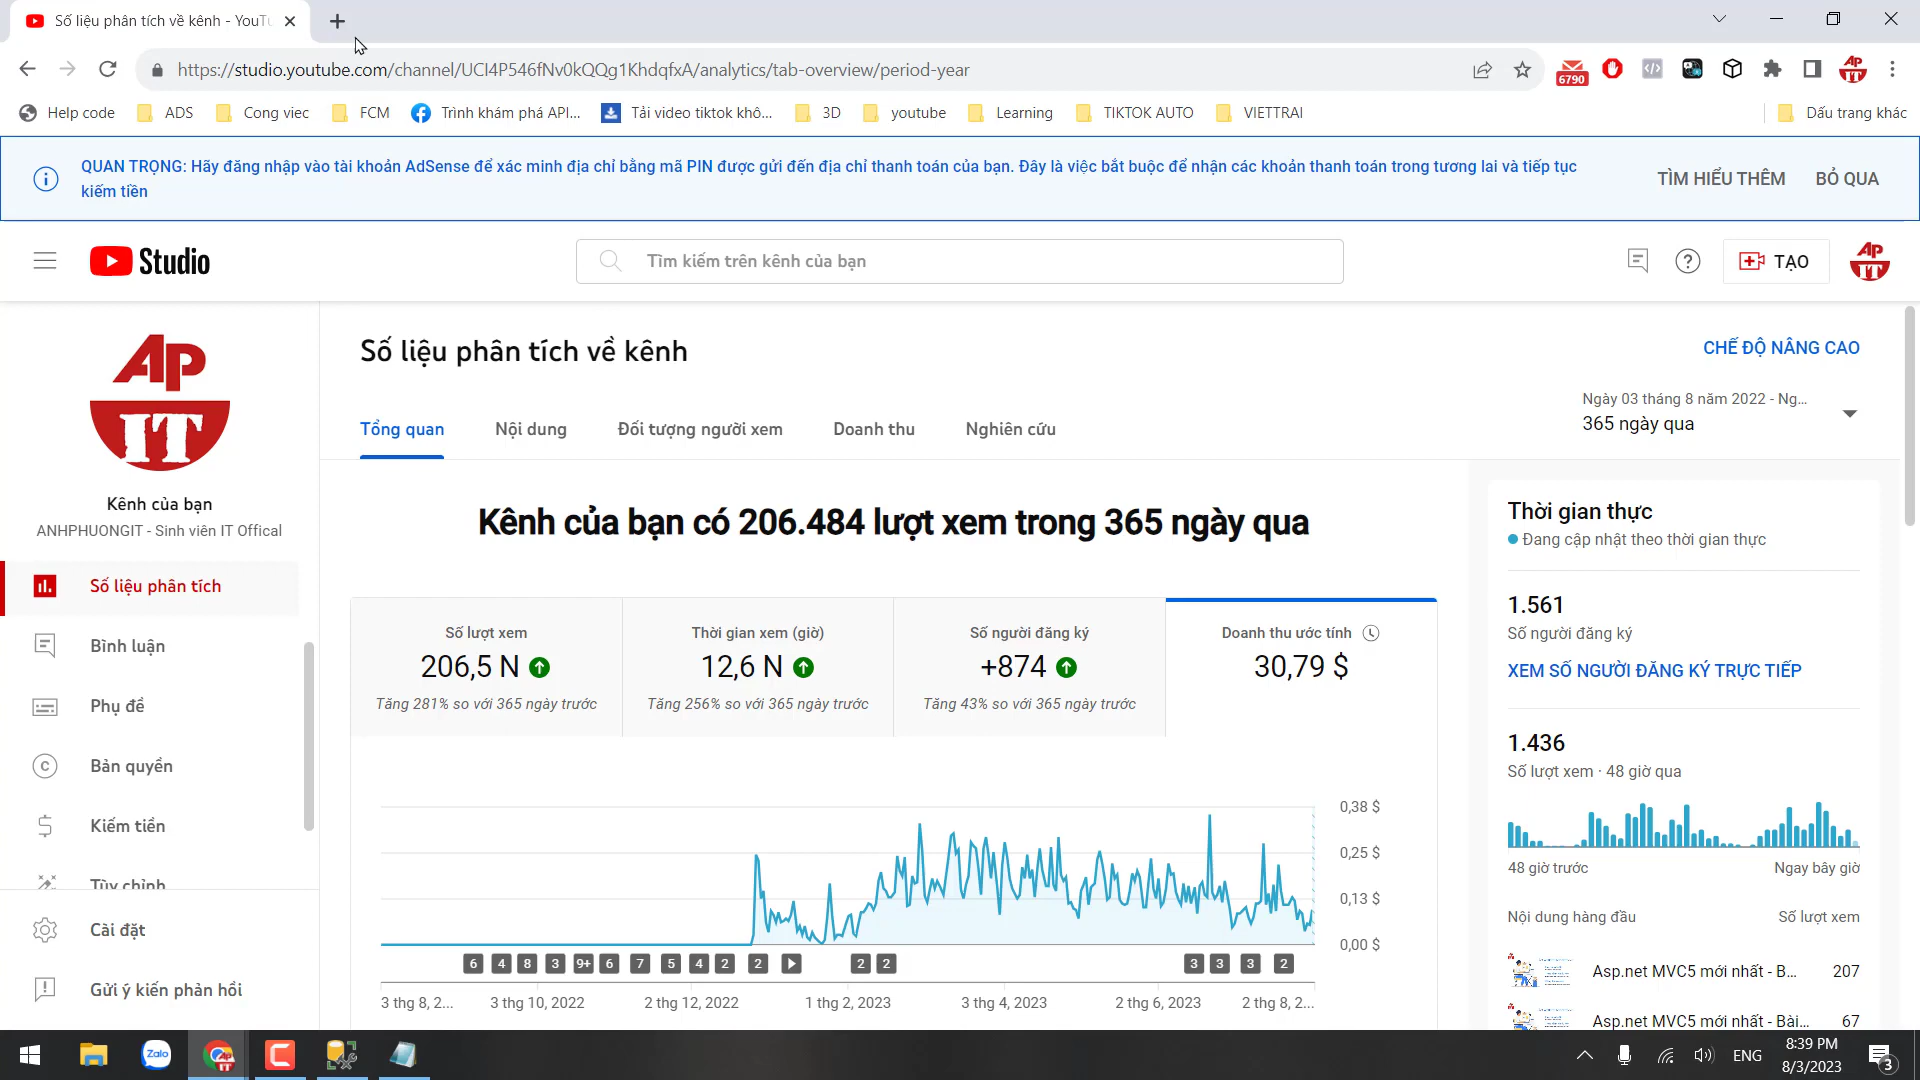 Số liệu phân tích về kênh - YouTu
https://studio.youtube.com/channel/UCI4P546fNv0kQQg1KhdqfxA/analytics/tab-overview/period-year
6790
AP IT
Help code
ADS
Cong viec
FCM
Trình khám phá API...
Tải video tiktok khô...
3D
youtube
Learning
TIKTOK AUTO
VIETTRAI
Dấu trang khác
QUAN TRỌNG: Hãy đăng nhập vào tài khoản AdSense để xác minh địa chỉ bằng mã PIN được gửi đến địa chỉ thanh toán của bạn. Đây là việc bắt buộc để nhận các khoản thanh toán trong tương lai và tiếp tục
kiếm tiền
TÌM HIỂU THÊM
BỎ QUA
Studio
Tìm kiếm trên kênh của bạn
TẠO
AP
IT
AP
IT
Kênh của bạn
ANHPHUONGIT - Sinh viên IT Offical
Số liệu phân tích
Bình luận
Phụ đề
Bản quyền
Kiếm tiền
Tùy chỉnh
Cài đặt
Gửi ý kiến phản hồi
Số liệu phân tích về kênh
CHẾ ĐỘ NÂNG CAO
Tổng quan
Nội dung
Đối tượng người xem
Doanh thu
Nghiên cứu
Ngày 03 tháng 8 năm 2022 - Ng...
365 ngày qua
Kênh của bạn có 206.484 lượt xem trong 365 ngày qua
Số lượt xem
206,5 N
Tăng 281% so với 365 ngày trước
Thời gian xem (giờ)
12,6 N
Tăng 256% so với 365 ngày trước
Số người đăng ký
+874
Tăng 43% so với 365 ngày trước
Doanh thu ước tính
30,79 $
0,38 $
0,25 $
0,13 $
0,00 $
6 4 8 3 9+ 6 7 5 4 2 2 2 2 3 3 3 2
3 thg 8, 2...
3 thg 10, 2022
2 thg 12, 2022
1 thg 2, 2023
3 thg 4, 2023
2 thg 6, 2023
2 thg 8, 2...
Thời gian thực
Đang cập nhật theo thời gian thực
1.561
Số người đăng ký
XEM SỐ NGƯỜI ĐĂNG KÝ TRỰC TIẾP
1.436
Số lượt xem · 48 giờ qua
48 giờ trước
Ngay bây giờ
Nội dung hàng đầu
Số lượt xem
Asp.net MVC5 mới nhất - B...
207
Asp.net MVC5 mới nhất - Bài...
67
Zalo
ENG
8:39 PM
8/3/2023
3